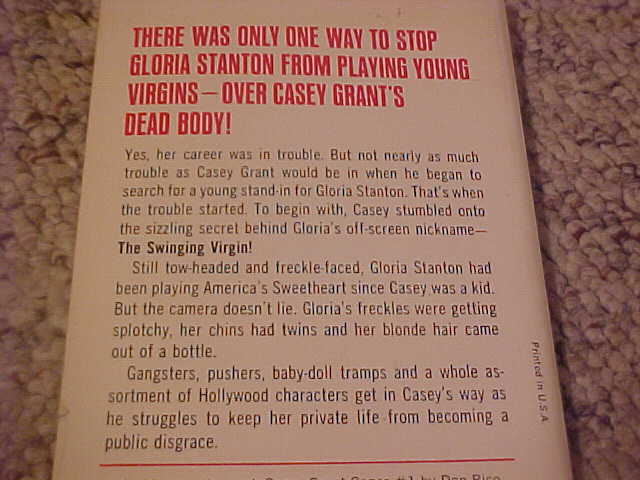 THERE WAS ONLY ONE WAY TO STOP
GLORIA STANTON FROM PLAYING YOUNG
VIRGINS—OVER CASEY GRANT'S
DEAD BODY!
Yes, her career was in trouble. But not nearly as much
trouble as Casey Grant would be in when he began to
search for a young stand-in for Gloria Stanton. That's when
the trouble started. To begin with, Casey stumbled onto
the sizzling secret behind Gloria's off-screen nickname—
The Swinging Virgin!
Still tow-headed and freckle-faced, Gloria Stanton had
been playing America's Sweetheart since Casey was a kid.
But the camera doesn't lie. Gloria's freckles were getting
splotchy, her chins had twins and her blonde hair came
out of a bottle.
Gangsters, pushers, baby-doll tramps and a whole as-
sortment of Hollywood characters get in Casey's way as
he struggles to keep her private life from becoming a
public disgrace.
Casey Grant Caper #1 by Don Rico
Printed in U.S.A